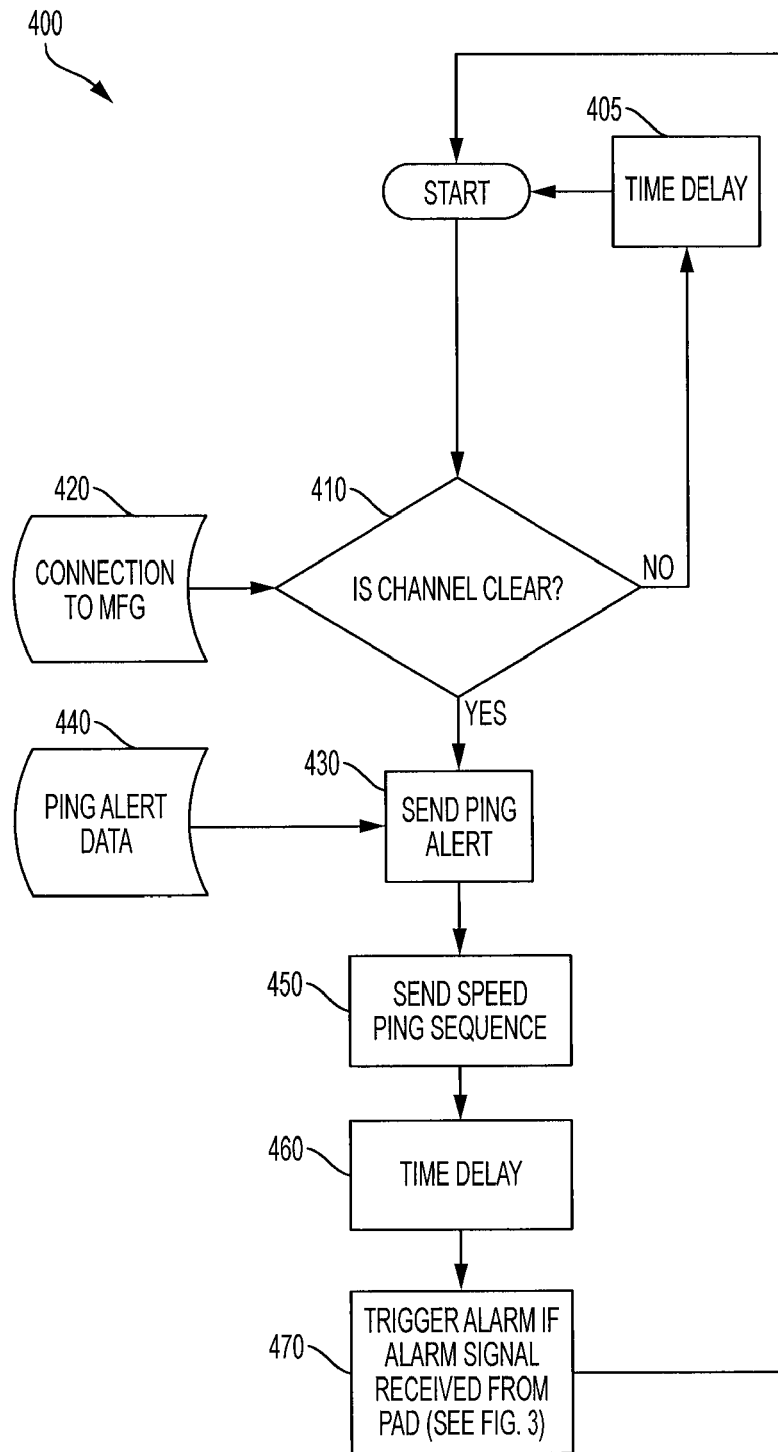 400
405
START
TIME DELAY
420
410
CONNECTION
TO MFG
IS CHANNEL CLEAR?
NO
YES
440
430
PING ALERT
DATA
SEND PING
ALERT
450
SEND SPEED
PING SEQUENCE
460
TIME DELAY
470
TRIGGER ALARM IF
ALARM SIGNAL
RECEIVED FROM
PAD (SEE FIG. 3)